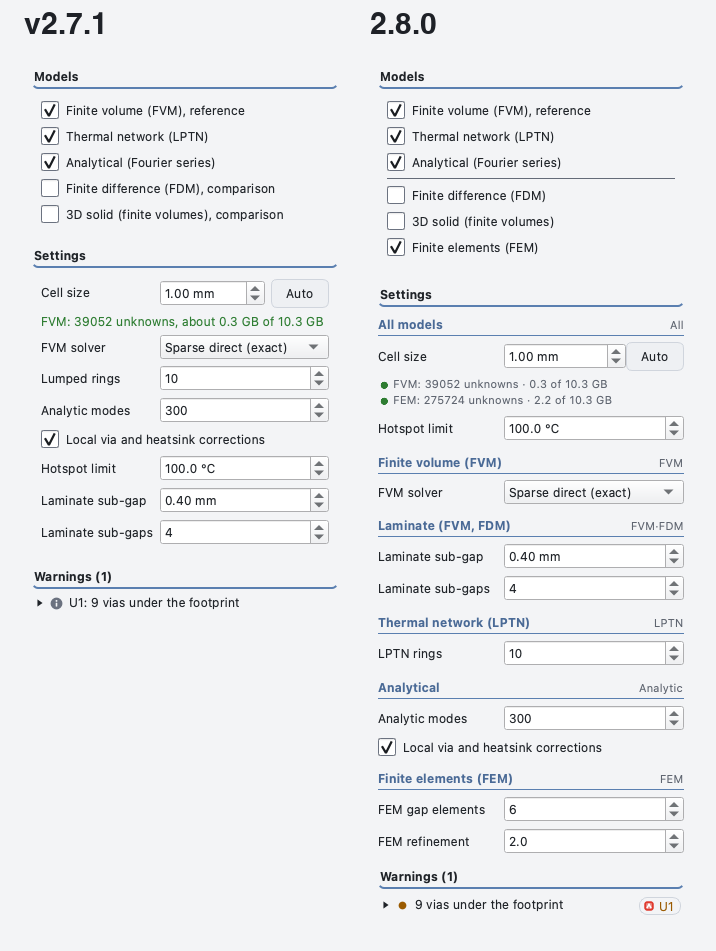 v2.7.1
Models
Finite volume (FVM), reference
Thermal network (LPTN)
Analytical (Fourier series)
Finite difference (FDM), comparison
3D solid (finite volumes), comparison
Settings
Cell size 1.00 mm Auto
FVM: 39052 unknowns, about 0.3 GB of 10.3 GB
FVM solver Sparse direct (exact)
Lumped rings 10
Analytic modes 300
Local via and heatsink corrections
Hotspot limit 100.0 °C
Laminate sub-gap 0.40 mm
Laminate sub-gaps 4
Warnings (1)
U1: 9 vias under the footprint
2.8.0
Models
Finite volume (FVM), reference
Thermal network (LPTN)
Analytical (Fourier series)
Finite difference (FDM)
3D solid (finite volumes)
Finite elements (FEM)
Settings
All models All
Cell size 1.00 mm Auto
FVM: 39052 unknowns · 0.3 of 10.3 GB
FEM: 275724 unknowns · 2.2 of 10.3 GB
Hotspot limit 100.0 °C
Finite volume (FVM) FVM
FVM solver Sparse direct (exact)
Laminate (FVM, FDM) FVM·FDM
Laminate sub-gap 0.40 mm
Laminate sub-gaps 4
Thermal network (LPTN) LPTN
LPTN rings 10
Analytical Analytic
Analytic modes 300
Local via and heatsink corrections
Finite elements (FEM) FEM
FEM gap elements 6
FEM refinement 2.0
Warnings (1)
9 vias under the footprint U1